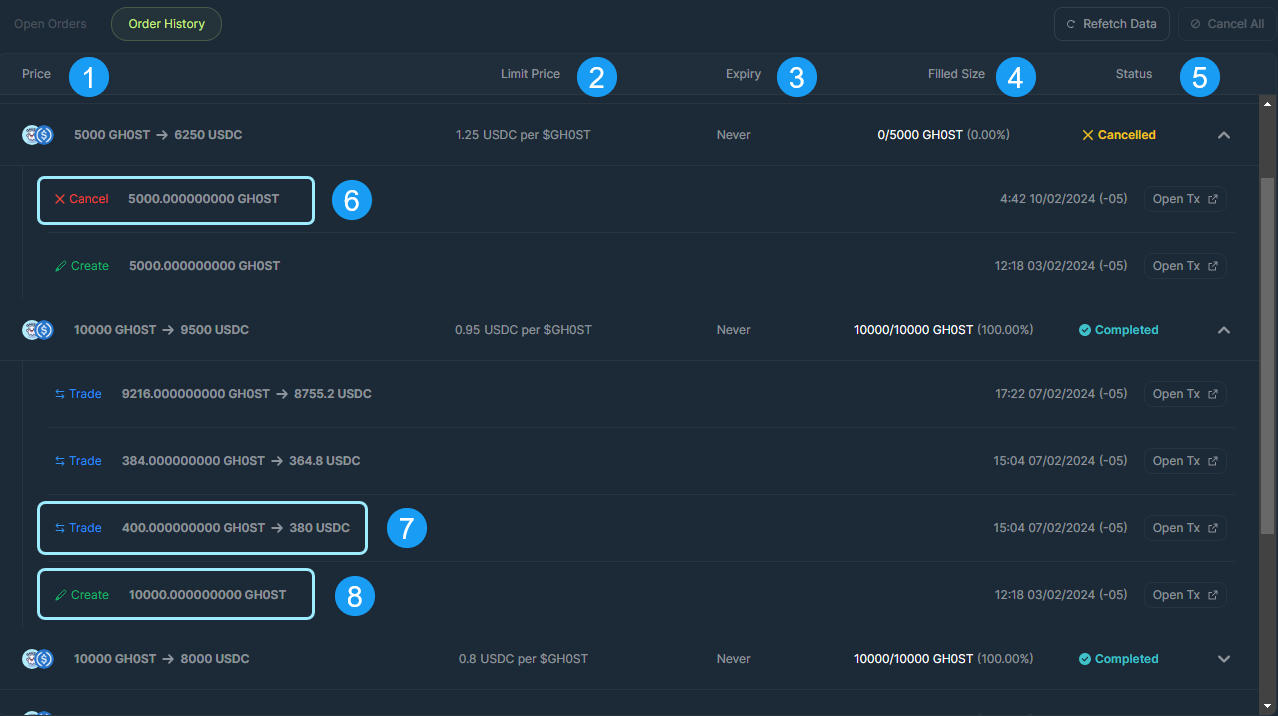 Open Orders Order History Refetch Data Cancel All
Price 1 Limit Price 2 Expiry 3 Filled Size 4 Status 5
5000 GH0ST → 6250 USDC 1.25 USDC per $GH0ST Never 0/5000 GH0ST (0.00%) Cancelled
Cancel 5000.000000000 GH0ST 6 4:42 10/02/2024 (-05) Open Tx
Create 5000.000000000 GH0ST 12:18 03/02/2024 (-05) Open Tx
10000 GH0ST → 9500 USDC 0.95 USDC per $GH0ST Never 10000/10000 GH0ST (100.00%) Completed
Trade 9216.000000000 GH0ST → 8755.2 USDC 17:22 07/02/2024 (-05) Open Tx
Trade 384.000000000 GH0ST → 364.8 USDC 15:04 07/02/2024 (-05) Open Tx
Trade 400.000000000 GH0ST → 380 USDC 7 15:04 07/02/2024 (-05) Open Tx
Create 10000.000000000 GH0ST 8 12:18 03/02/2024 (-05) Open Tx
10000 GH0ST → 8000 USDC 0.8 USDC per $GH0ST Never 10000/10000 GH0ST (100.00%) Completed